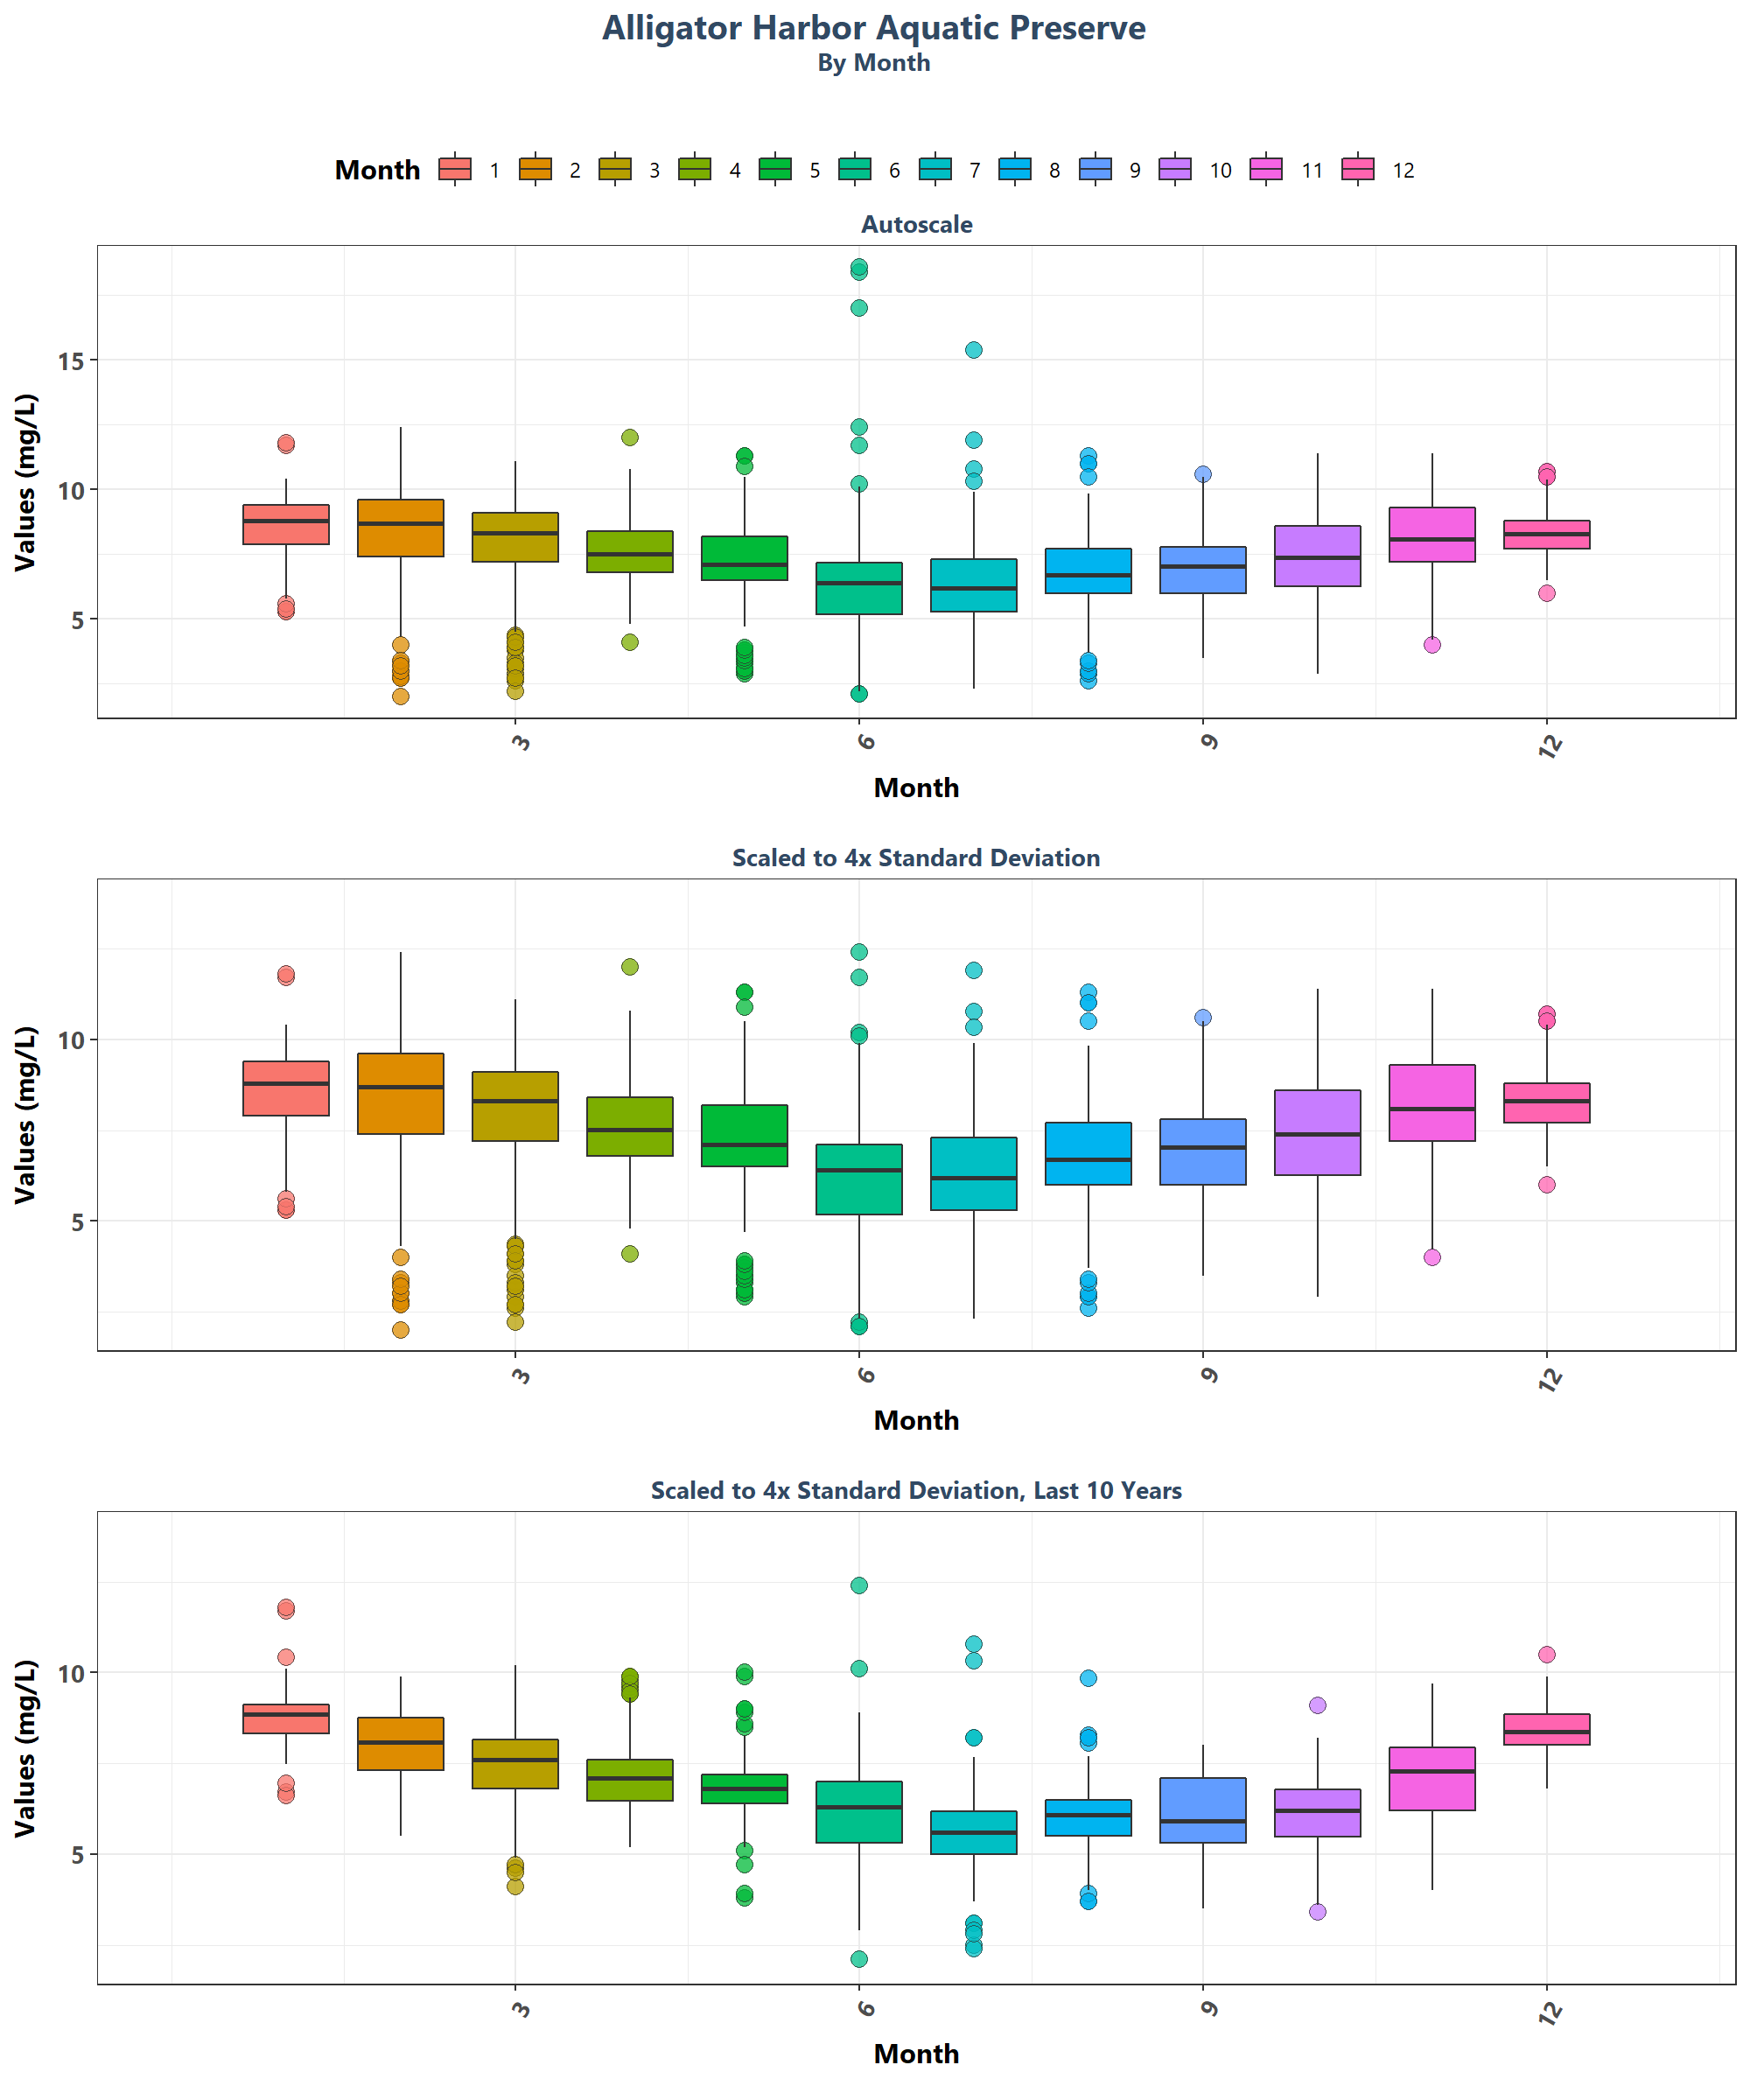 Alligator Harbor Aquatic Preserve
By Month
Month 1 2 3 4 5 6 7 8 9 10 11 12
Autoscale
Values (mg/L)
15
10
5
3 6 9 12
Month
Scaled to 4x Standard Deviation
Values (mg/L)
10
5
3 6 9 12
Month
Scaled to 4x Standard Deviation, Last 10 Years
Values (mg/L)
10
5
3 6 9 12
Month